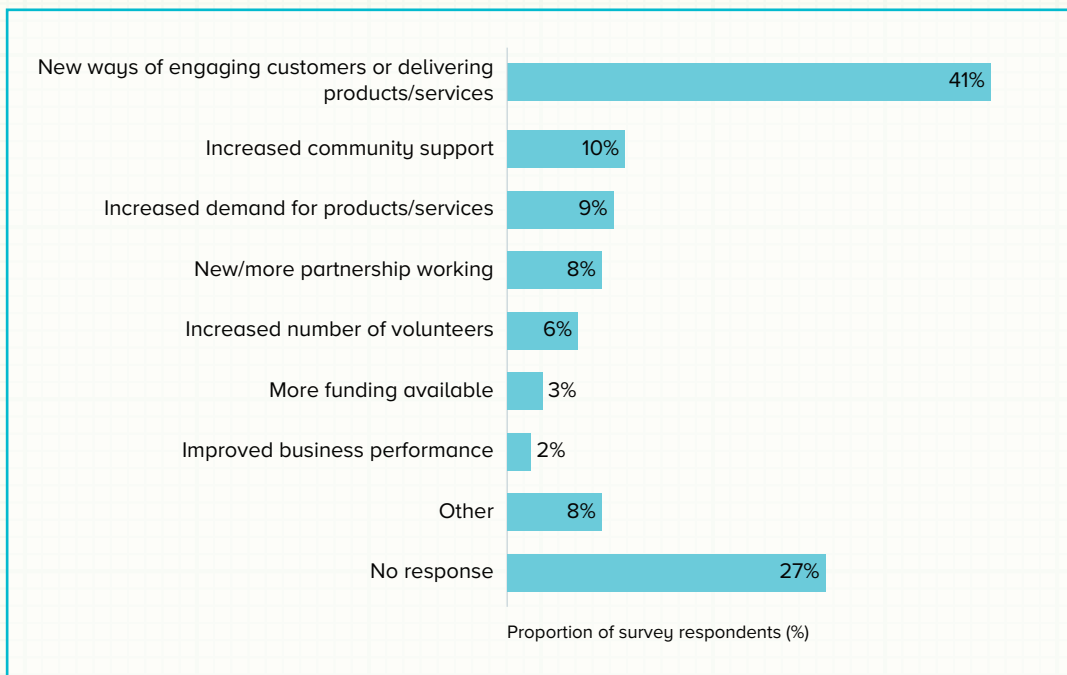 New ways of engaging customers or delivering
products/services
41%
Increased community support
10%
Increased demand for products/services
9%
New/more partnership working
8%
Increased number of volunteers
6%
More funding available
3%
Improved business performance
2%
Other
8%
No response
27%
Proportion of survey respondents (%)